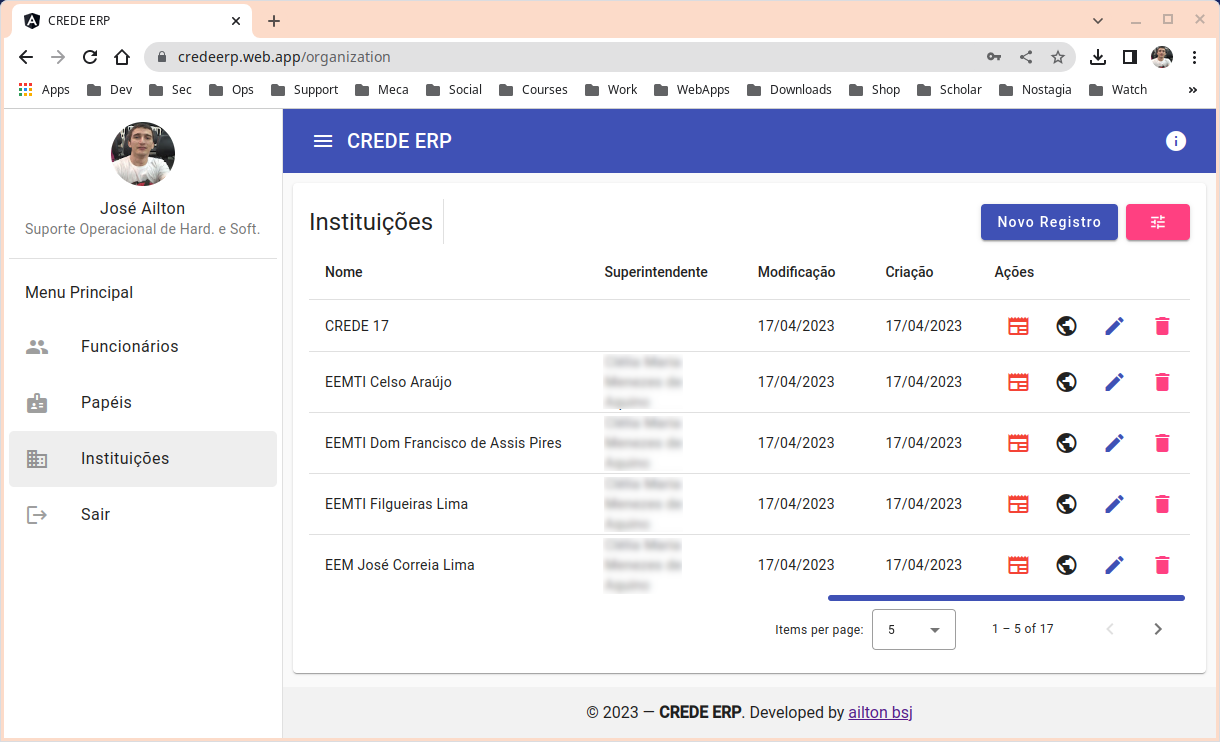 CREDE ERP
credeerp.web.app/organization
Apps Dev Sec Ops Support Meca Social Courses Work WebApps Downloads Shop Scholar Nostagia Watch »
José Ailton
Suporte Operacional de Hard. e Soft.
Menu Principal
Funcionários
Papéis
Instituições
Sair
CREDE ERP
Instituições
Novo Registro
Nome Superintendente Modificação Criação Ações
CREDE 17 17/04/2023 17/04/2023
EEMTI Celso Araújo 17/04/2023 17/04/2023
EEMTI Dom Francisco de Assis Pires 17/04/2023 17/04/2023
EEMTI Filgueiras Lima 17/04/2023 17/04/2023
EEM José Correia Lima 17/04/2023 17/04/2023
Items per page: 5 1 – 5 of 17
© 2023 — CREDE ERP. Developed by ailton bsj